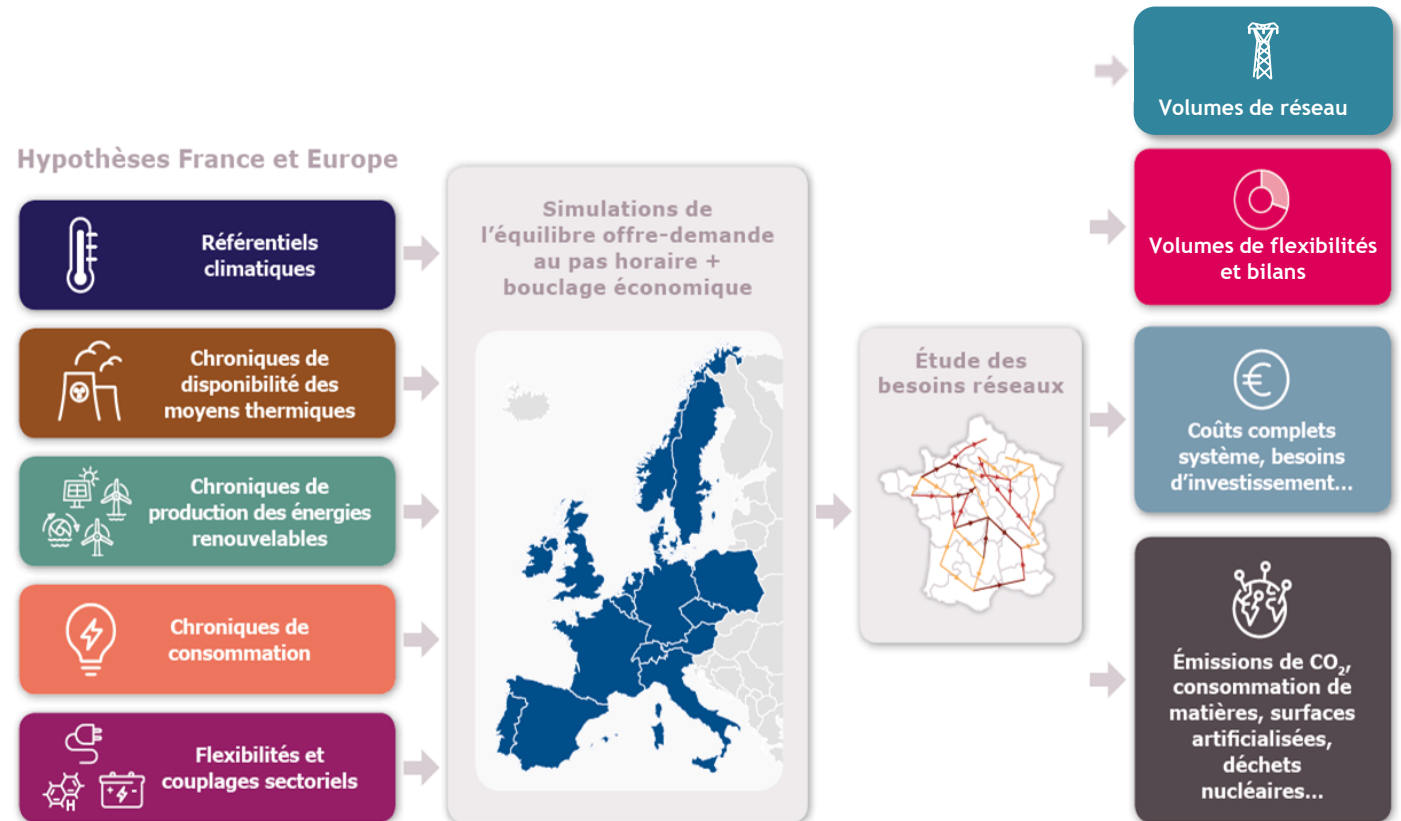 Hypothèses France et Europe
Référentiels
climatiques
Chroniques de
disponibilité des
moyens thermiques
Chroniques de
production des énergies
renouvelables
Chroniques de
consommation
Flexibilités et
couplages sectoriels
H
Simulations de
l'équilibre offre-demande
au pas horaire +
bouclage économique
Étude des
besoins réseaux
Volumes de réseau
Volumes de flexibilités
et bilans
€
Coûts complets
système, besoins
d'investissement...
Émissions de CO₂,
consommation de
matières, surfaces
artificialisées,
déchets
nucléaires...